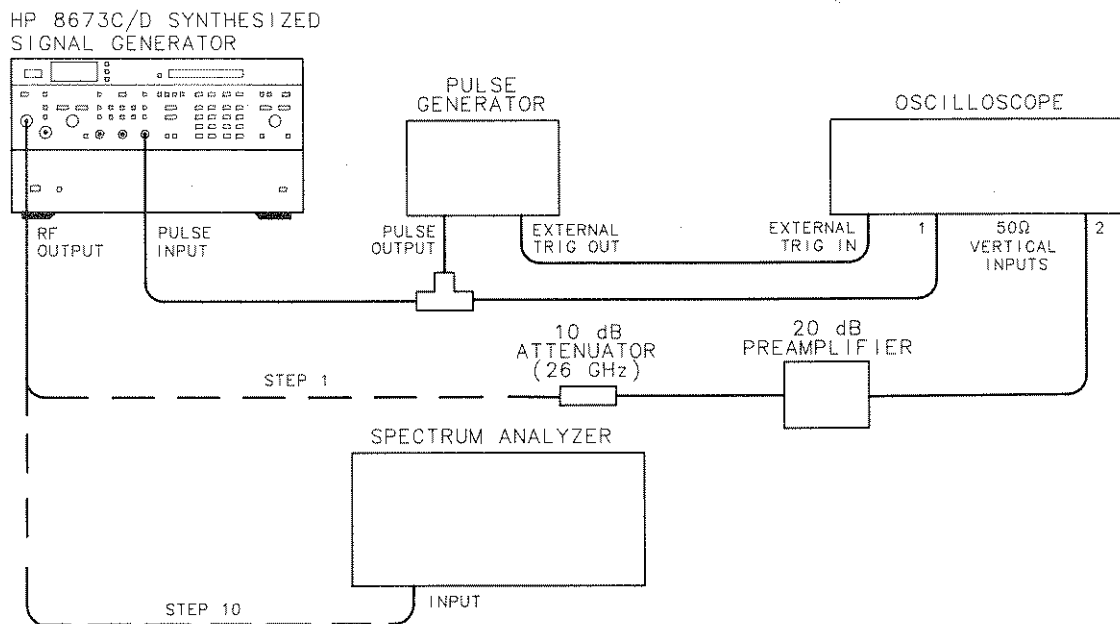 HP 8673C/D SYNTHESIZED
SIGNAL GENERATOR
PULSE
GENERATOR
OSCILLOSCOPE
RF
OUTPUT
PULSE
INPUT
PULSE
OUTPUT
EXTERNAL
TRIG OUT
EXTERNAL
TRIG IN
1
50Ω
VERTICAL
INPUTS
2
10 dB
ATTENUATOR
(26 GHz)
20 dB
PREAMPLIFIER
STEP 1
SPECTRUM ANALYZER
INPUT
STEP 10